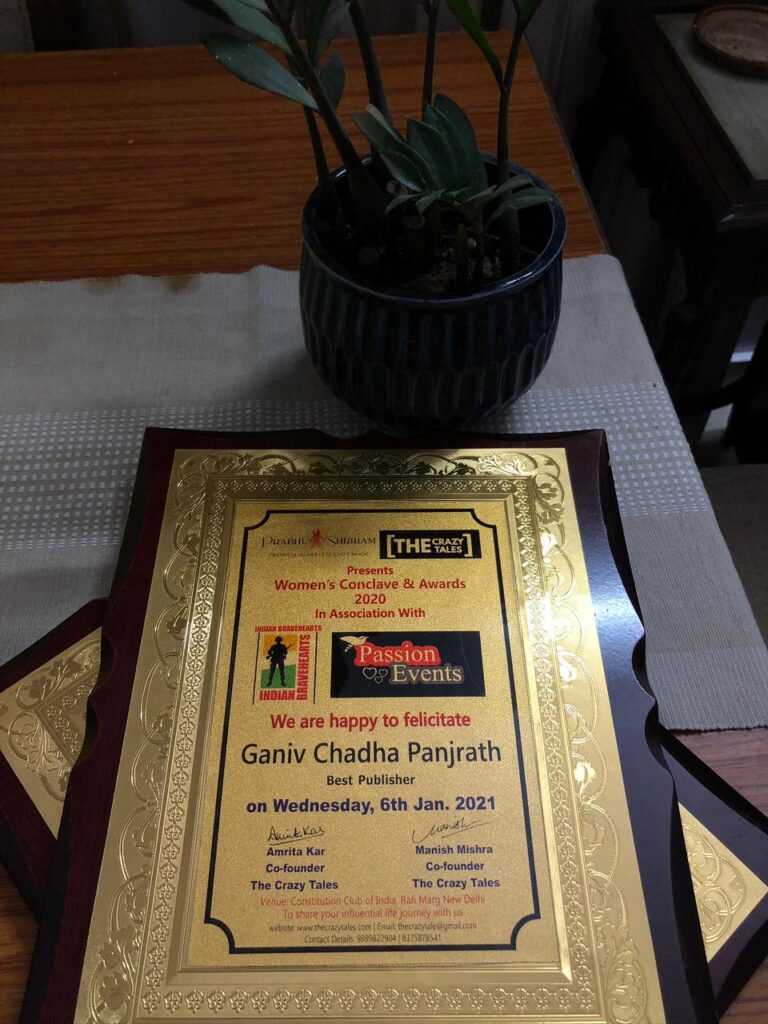 PRABHU SHRIRAM
[THE CRAZY TALES]
Presents
Women's Conclave & Awards
2020
In Association With
INDIAN BRAVEHEARTS
INDIAN
BRAVEHEARTS
Passion
Events
We are happy to felicitate
Ganiv Chadha Panjrath
Best Publisher
on Wednesday, 6th Jan. 2021
Amrita Kar
Manish
Amrita Kar
Manish Mishra
Co-founder
Co-founder
The Crazy Tales
The Crazy Tales
Venue: Constitution Club of India, Rafi Marg New Delhi
To share your influential life journey with us
website: www.thecrazytales.com | Email: thecrazytale@gmail.com
Contact Details. 9899822904 | 8375878541